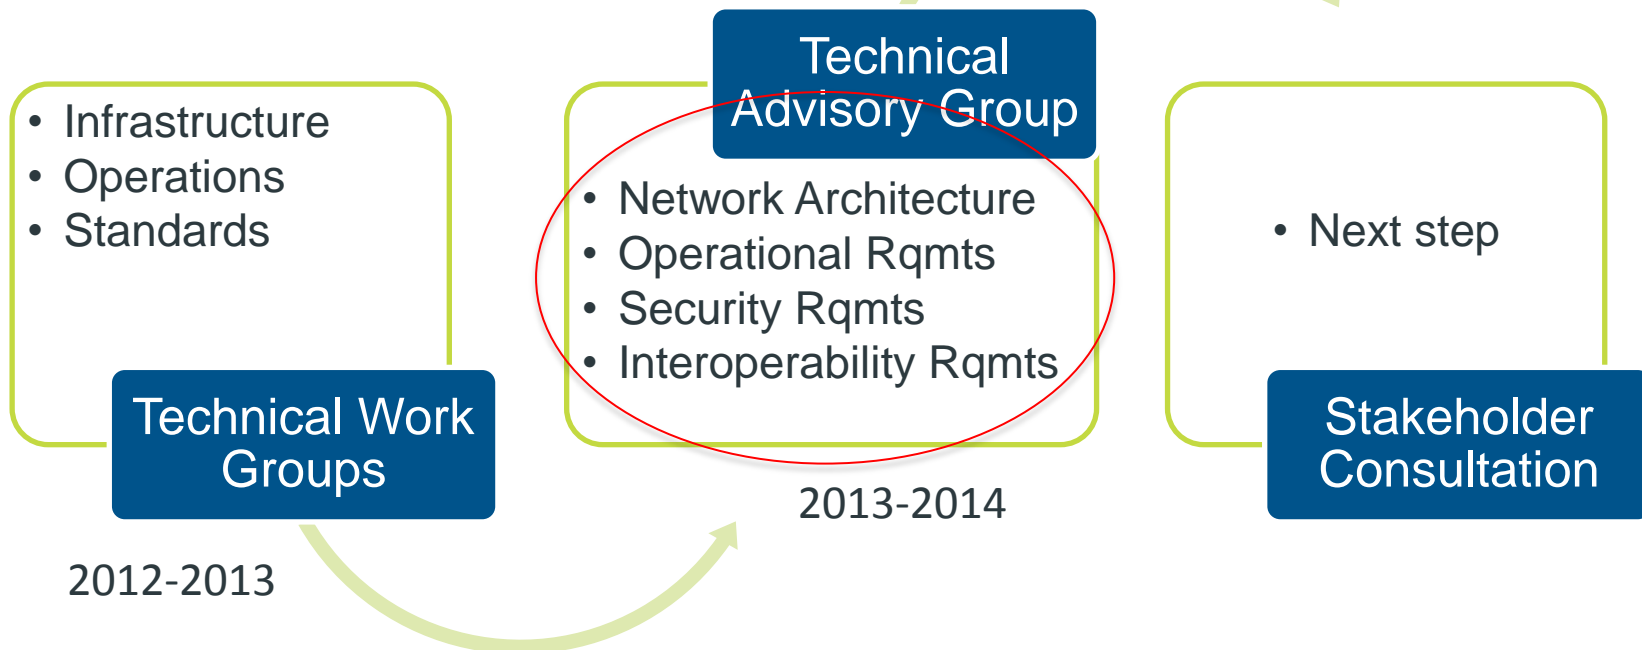 • Infrastructure
• Operations
• Standards
Technical Work
Groups
2012-2013
Technical
Advisory Group
• Network Architecture
• Operational Rqmts
• Security Rqmts
• Interoperability Rqmts
2013-2014
• Next step
Stakeholder
Consultation